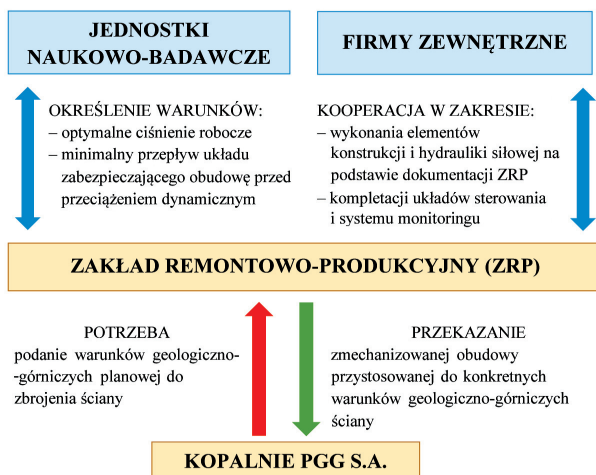 JEDNOSTKI
NAUKOWO-BADAWCZE
FIRMY ZEWNĘTRZNE
OKREŚLENIE WARUNKÓW:
– optymalne ciśnienie robocze
– minimalny przepływ układu
zabezpieczającego obudowę przed
przeciążeniem dynamicznym
KOOPERACJA W ZAKRESIE:
– wykonania elementów
konstrukcji i hydrauliki siłowej na
podstawie dokumentacji ZRP
– kompletacji układów sterowania
i systemu monitoringu
ZAKŁAD REMONTOWO-PRODUKCYJNY (ZRP)
POTRZEBA
podanie warunków geologiczno-
-górniczych planowej do
zbrojenia ściany
PRZEKAZANIE
zmechanizowanej obudowy
przystosowanej do konkretnych
warunków geologiczno-górniczych
ściany
KOPALNIE PGG S.A.